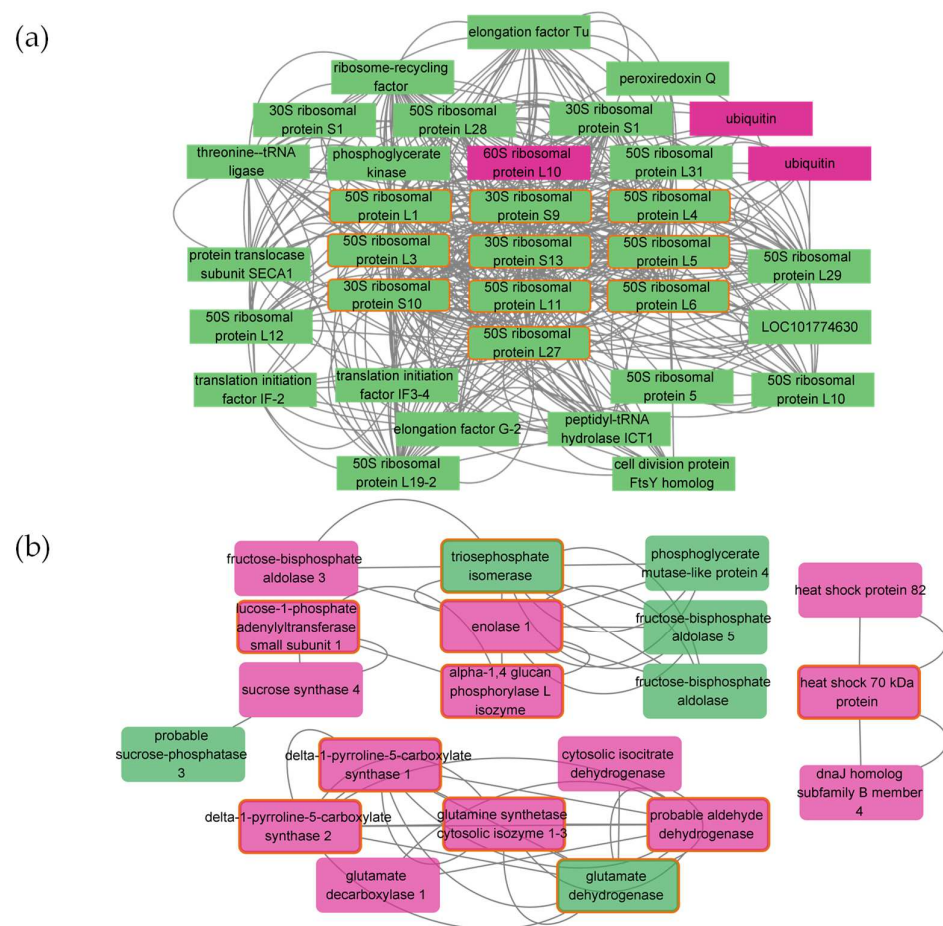 (a)
elongation factor Tu
ribosome-recycling
factor
peroxiredoxin Q
30S ribosomal
protein S1
50S ribosomal
protein L28
30S ribosomal
protein S1
ubiquitin
threonine--tRNA
ligase
phosphoglycerate
kinase
60S ribosomal
protein L10
50S ribosomal
protein L31
ubiquitin
50S ribosomal
protein L1
30S ribosomal
protein S9
50S ribosomal
protein L4
protein translocase
subunit SECA1
50S ribosomal
protein L3
30S ribosomal
protein S13
50S ribosomal
protein L5
50S ribosomal
protein L29
30S ribosomal
protein S10
50S ribosomal
protein L11
50S ribosomal
protein L6
50S ribosomal
protein L12
50S ribosomal
protein L27
LOC101774630
translation initiation
factor IF-2
translation initiation
factor IF3-4
50S ribosomal
protein 5
50S ribosomal
protein L10
elongation factor G-2
peptidyl-tRNA
hydrolase ICT1
50S ribosomal
protein L19-2
cell division protein
FtsY homolog
(b)
fructose-bisphosphate
aldolase 3
triosephosphate
isomerase
phosphoglycerate
mutase-like protein 4
heat shock protein 82
lucose-1-phosphate
adenylyltransferase
small subunit 1
enolase 1
fructose-bisphosphate
aldolase 5
sucrose synthase 4
alpha-1,4 glucan
phosphorylase L
isozyme
fructose-bisphosphate
aldolase
heat shock 70 kDa
protein
probable
sucrose-phosphatase
3
delta-1-pyrroline-5-carboxylate
synthase 1
cytosolic isocitrate
dehydrogenase
dnaJ homolog
subfamily B member
4
delta-1-pyrroline-5-carboxylate
synthase 2
glutamine synthetase
cytosolic isozyme 1-3
probable aldehyde
dehydrogenase
glutamate
decarboxylase 1
glutamate
dehydrogenase